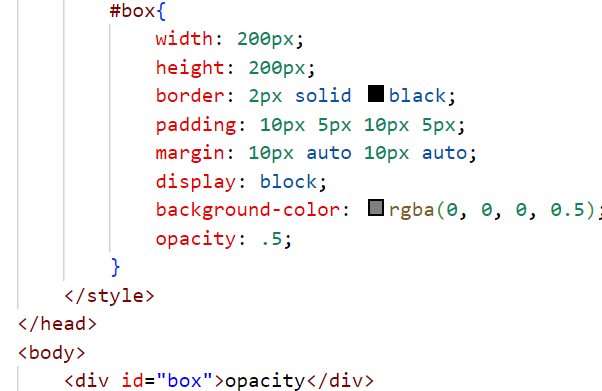 #box{
width: 200px;
height: 200px;
border: 2px solid black;
padding: 10px 5px 10px 5px;
margin: 10px auto 10px auto;
display: block;
background-color: rgba(0, 0, 0, 0.5);
opacity: .5;
}
</style>
</head>
<body>
<div id="box">opacity</div>